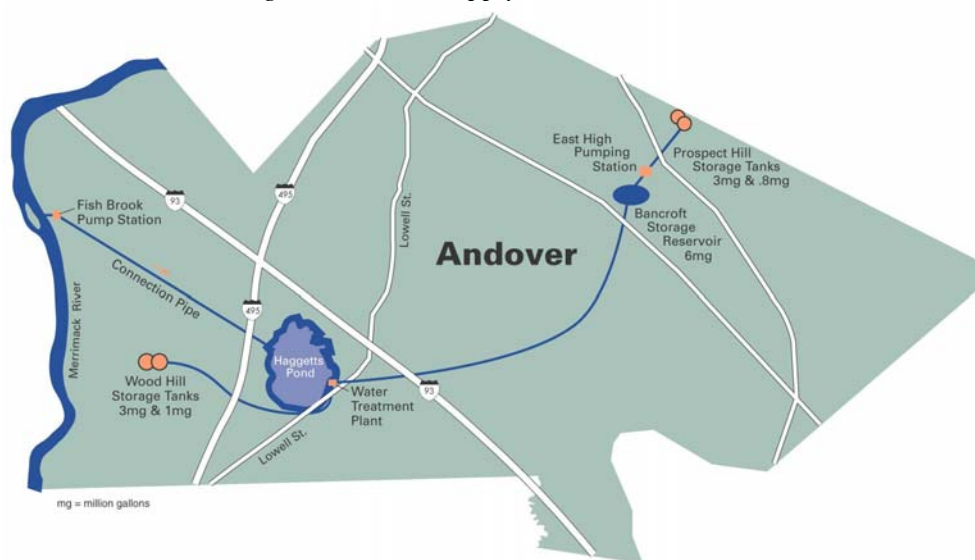 495
East High
Pumping
Station
Prospect Hill
Storage Tanks
3mg & .8mg
93
495
Fish Brook
Pump Station
Lowell St.
Bancroft
Storage
Reservoir
6mg
Andover
Connection Pipe
Merrimack River
495
Haggetts
Pond
Wood Hill
Storage Tanks
3mg & 1mg
Water
Treatment
Plant
93
Lowell St.
mg = million gallons